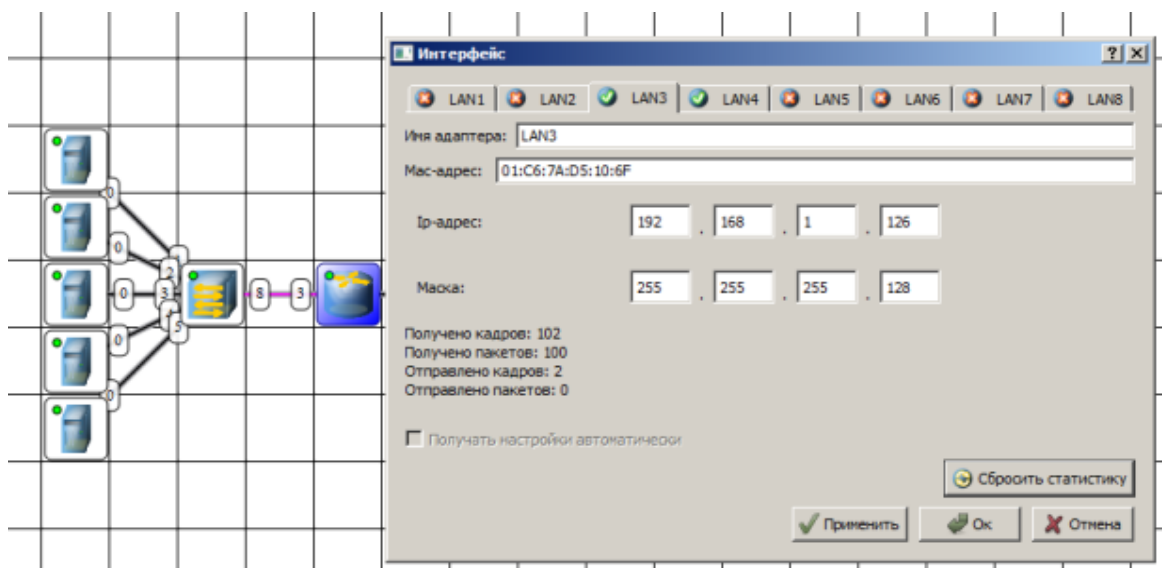 Интерфейс
LAN1 LAN2 LAN3 LAN4 LAN5 LAN6 LAN7 LAN8
Имя адаптера: LAN3
Mac-адрес: 01:C6:7A:D5:10:6F
Ip-адрес: 192 . 168 . 1 . 126
Маска: 255 . 255 . 255 . 128
Получено кадров: 102
Получено пакетов: 100
Отправлено кадров: 2
Отправлено пакетов: 0
Получать настройки автоматически
Сбросить статистику
Применить Ок Отмена
0
0 2
0 3 8 3
0 5
0